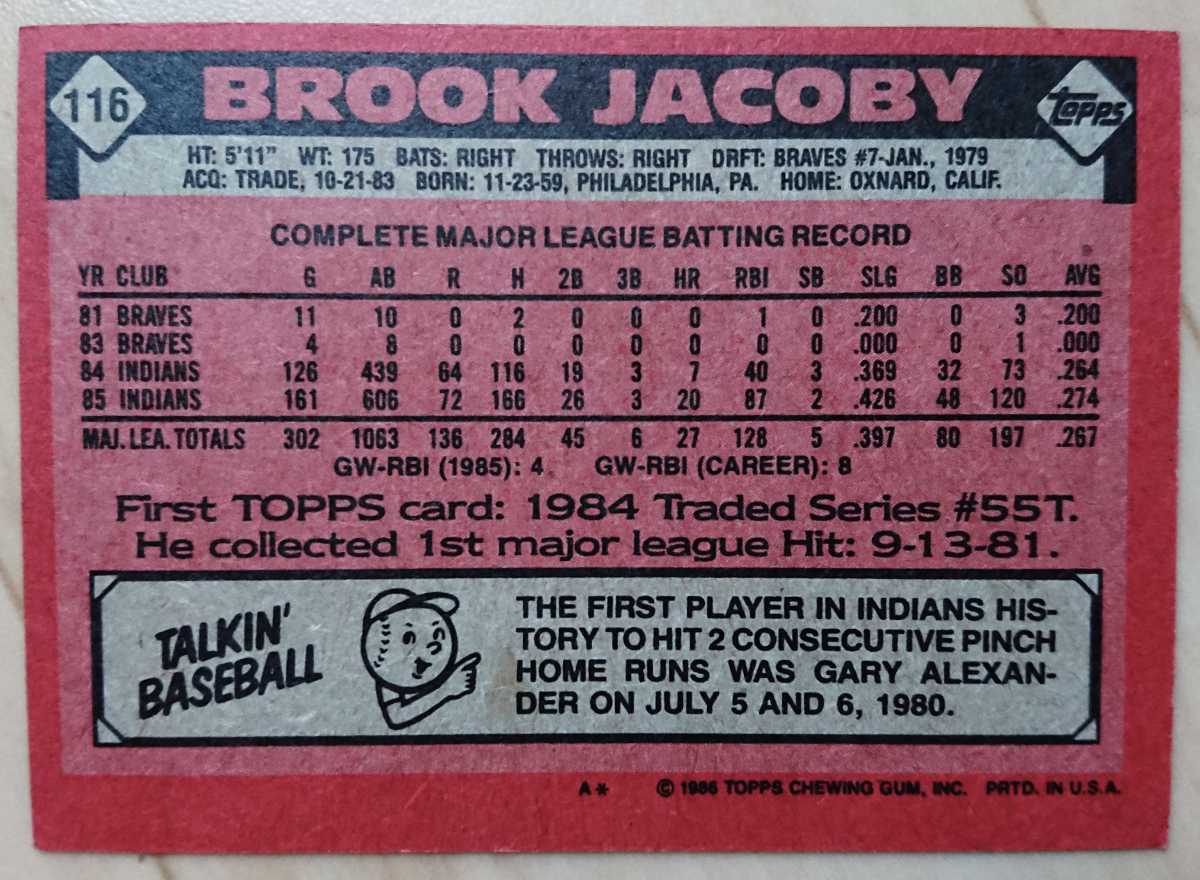 116 BROOK JACOBY TOPPS
HT: 5'11" WT: 175 BATS: RIGHT THROWS: RIGHT DRFT: BRAVES #7-JAN., 1979
ACQ: TRADE, 10-21-83 BORN: 11-23-59, PHILADELPHIA, PA. HOME: OXNARD, CALIF.
COMPLETE MAJOR LEAGUE BATTING RECORD
YR CLUB G AB R H 2B 3B HR RBI SB SLG BB SO AVG
81 BRAVES 11 10 0 2 0 0 0 1 0 .200 0 3 .200
83 BRAVES 4 8 0 0 0 0 0 0 0 .000 0 1 .000
84 INDIANS 126 439 64 116 19 3 7 40 3 .369 32 73 .264
85 INDIANS 161 606 72 166 26 3 20 87 2 .426 48 120 .274
MAJ. LEA. TOTALS 302 1063 136 284 45 6 27 128 5 .397 80 197 .267
GW-RBI (1985): 4 GW-RBI (CAREER): 8
First TOPPS card: 1984 Traded Series #55T.
He collected 1st major league Hit: 9-13-81.
TALKIN'
BASEBALL
THE FIRST PLAYER IN INDIANS HIS-
TORY TO HIT 2 CONSECUTIVE PINCH
HOME RUNS WAS GARY ALEXAN-
DER ON JULY 5 AND 6, 1980.
A* © 1986 TOPPS CHEWING GUM, INC. PRTD. IN U.S.A.